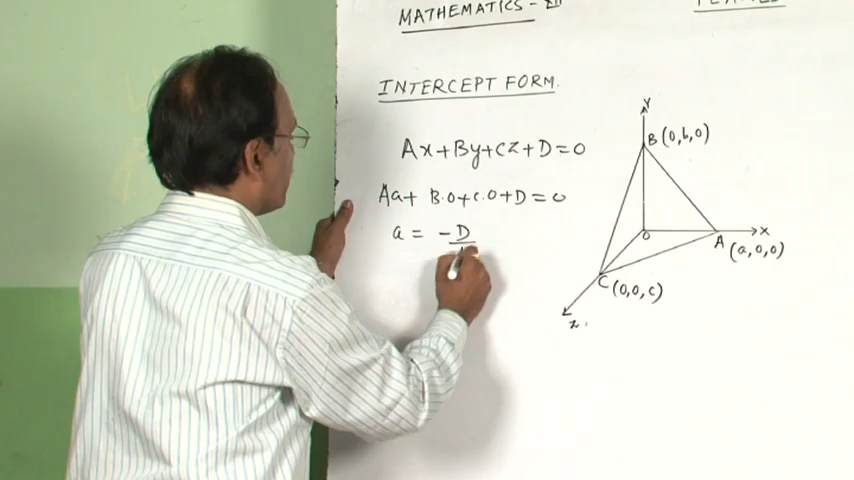 MATHEMATICS - XII
INTERCEPT FORM.
Ax+By+CZ+D=0
Aa+ B.0+C.0+D=0
a = -D
Y
B (0,b,0)
O
X
A (a,0,0)
C (0,0,c)
Z